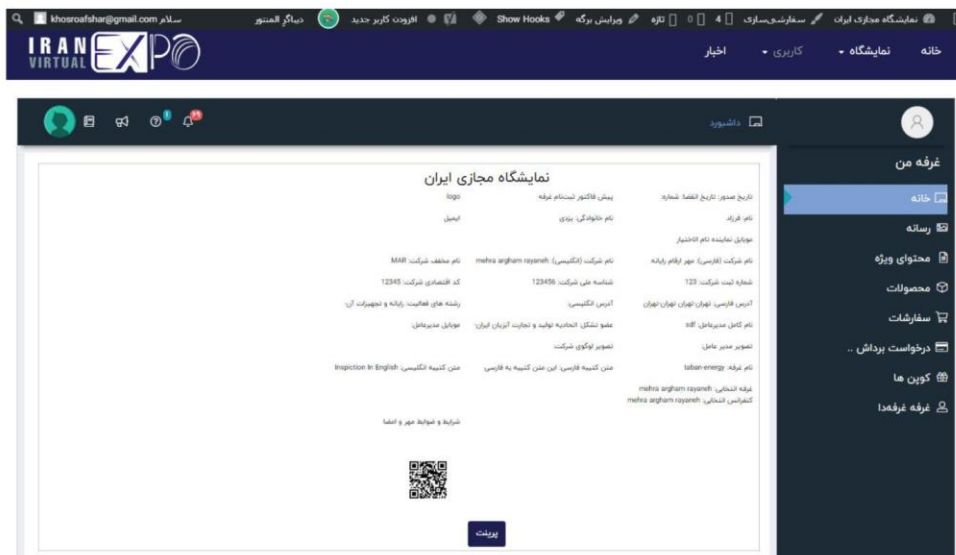 نمایشگاه مجازی ایران سفارشی‌سازی 4 0 تازه ویرایش برگه Show Hooks افزودن کاربر جدید دیباگر المنتور سلام khosroafshar@gmail.com
IRAN EXPO
VIRTUAL
خانه نمایشگاه کاربری اخبار
داشبورد
۶۹
غرفه من
خانه
رسانه
محتوای ویژه
محصولات
سفارشات
درخواست برداش ..
کوپن ها
غرفه غرفه‌دا
نمایشگاه مجازی ایران
تاریخ صدور: تاریخ انقضا: شماره: پیش فاکتور ثبت‌نام غرفه logo
نام: فرزاد نام خانوادگی: یزدی ایمیل
موبایل نماینده تام الاختیار
نام شرکت (فارسی): مهر ارقام رایانه نام شرکت (انگلیسی): mehra argham rayaneh نام مخفف شرکت: MAR
شماره ثبت شرکت: 123 شناسه ملی شرکت: 123456 کد اقتصادی شرکت: 12345
آدرس فارسی: تهران-تهران تهران-تهران آدرس انگلیسی: رشته های فعالیت: رایانه و تجهیزات آن-
نام کامل مدیرعامل: sdf عضو تشکل: اتحادیه تولید و تجارت آبزیان ایران- موبایل مدیرعامل:
تصویر مدیر عامل: تصویر لوگوی شرکت:
نام غرفه: taban-energy متن کتیبه فارسی: این متن کتیبه به فارسی متن کتیبه انگلیسی: Inspiction In English
غرفه انتخابی: mehra argham rayaneh
کنفرانس انتخابی: mehra argham rayaneh
شرایط و ضوابط مهر و امضا
پرینت